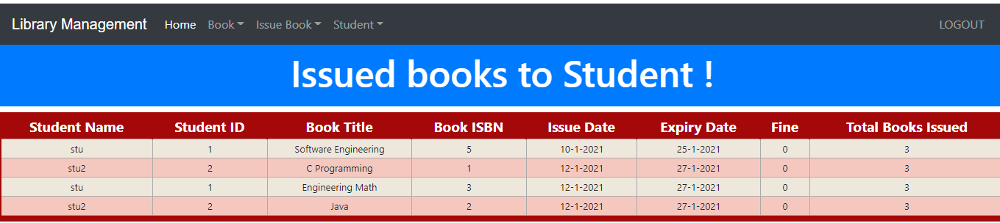 Library Management Home Book Issue Book Student LOGOUT
Issued books to Student !
Student Name Student ID Book Title Book ISBN Issue Date Expiry Date Fine Total Books Issued
stu 1 Software Engineering 5 10-1-2021 25-1-2021 0 3
stu2 2 C Programming 1 12-1-2021 27-1-2021 0 3
stu 1 Engineering Math 3 12-1-2021 27-1-2021 0 3
stu2 2 Java 2 12-1-2021 27-1-2021 0 3